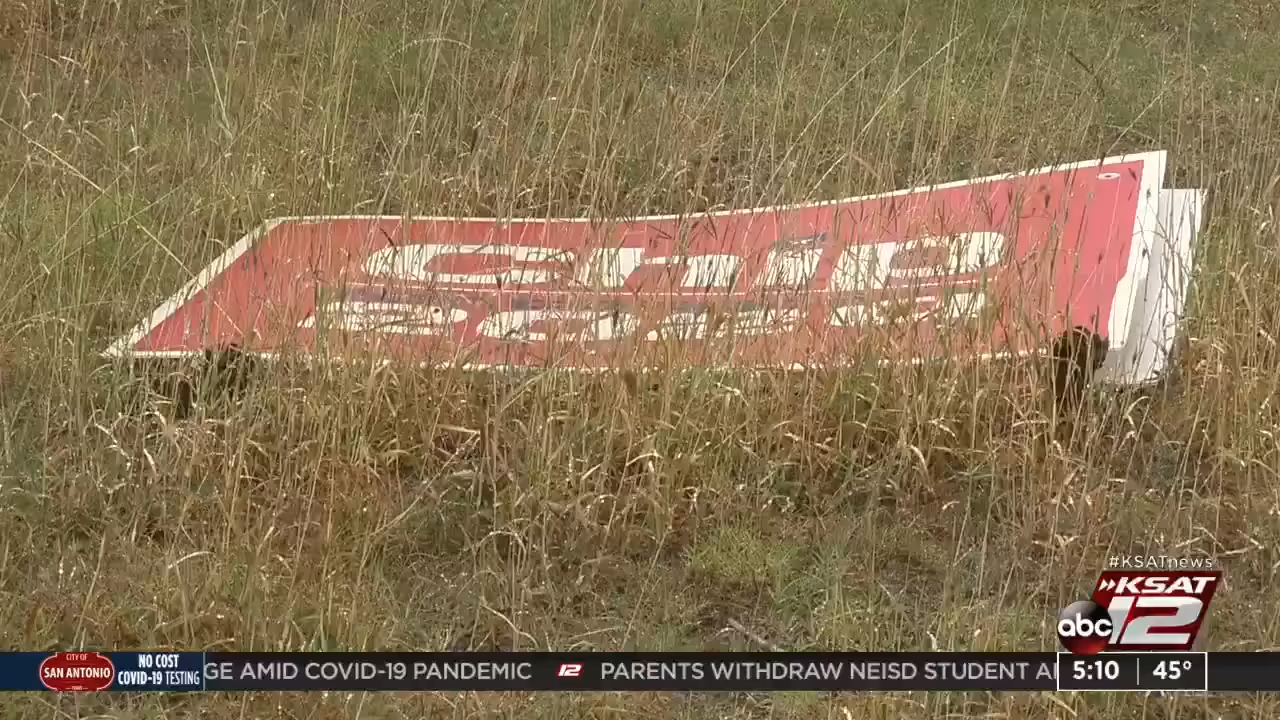 Ship
#KSATnews
KSAT
abc 12
CITY OF
SAN ANTONIO
NO COST
COVID-19 TESTING
GE AMID COVID-19 PANDEMIC 12 PARENTS WITHDRAW NEISD STUDENT A
5:10 45°